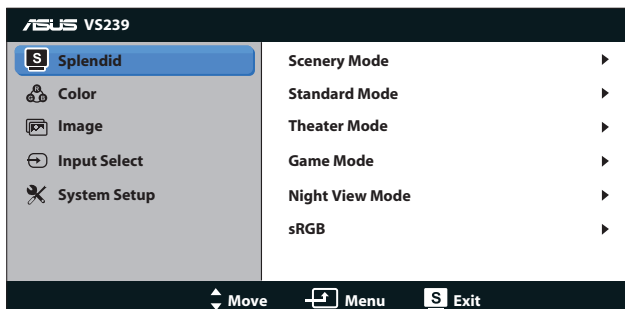 ASUS VS239
S Splendid
Color
Image
Input Select
System Setup
Scenery Mode
Standard Mode
Theater Mode
Game Mode
Night View Mode
sRGB
Move Menu S Exit